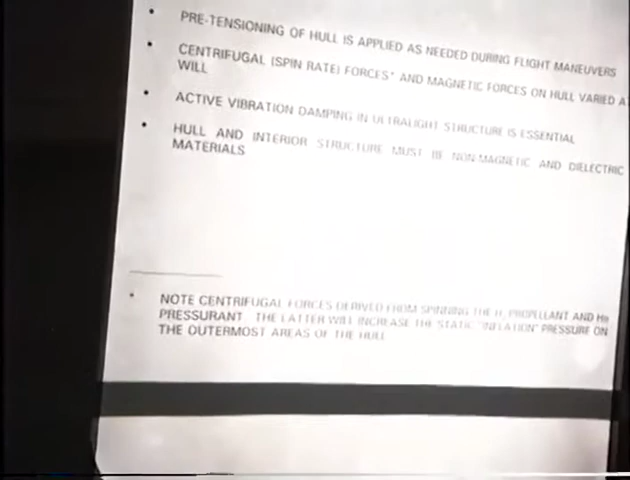 • PRE-TENSIONING OF HULL IS APPLIED AS NEEDED DURING FLIGHT MANEUVERS
• CENTRIFUGAL (SPIN RATE) FORCES* AND MAGNETIC FORCES ON HULL VARIED AT
WILL
• ACTIVE VIBRATION DAMPING IN ULTRALIGHT STRUCTURE IS ESSENTIAL
• HULL AND INTERIOR STRUCTURE MUST BE NON-MAGNETIC AND DIELECTRIC
MATERIALS
* NOTE CENTRIFUGAL FORCES DERIVED FROM SPINNING THE H₂ PROPELLANT AND He
PRESSURANT THE LATTER WILL INCREASE THE STATIC "INFLATION" PRESSURE ON
THE OUTERMOST AREAS OF THE HULL